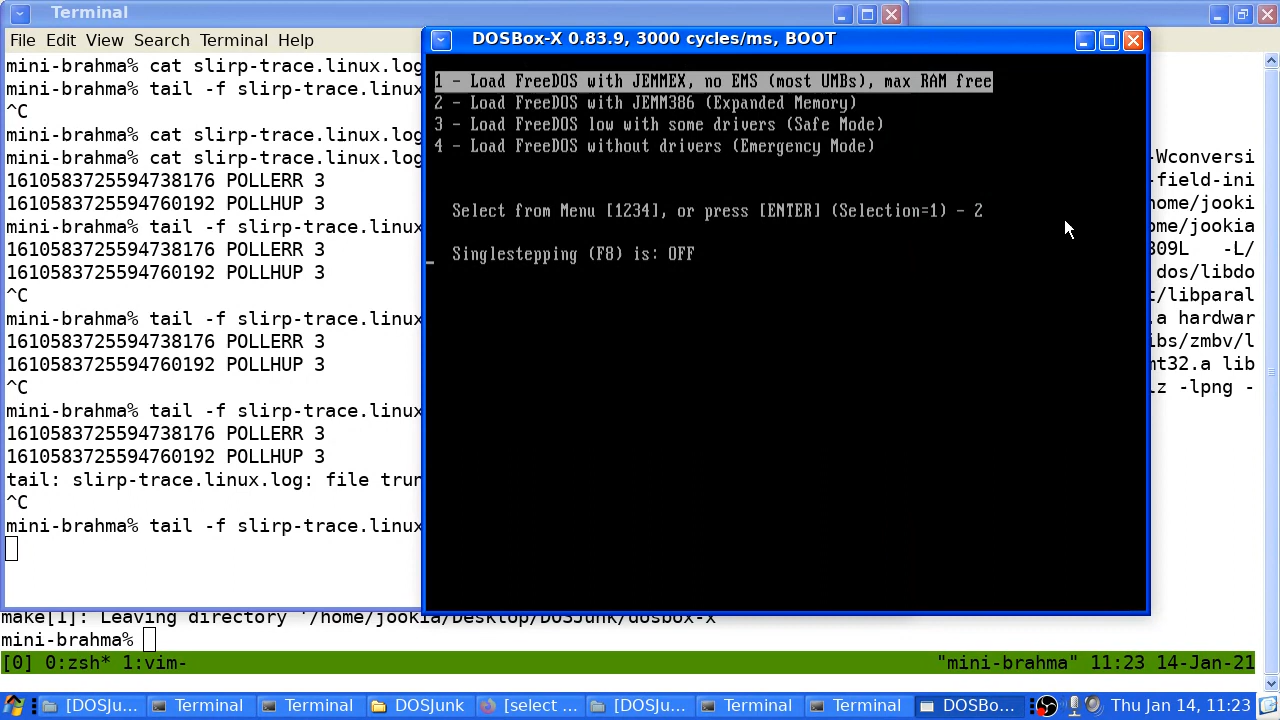 Terminal
File Edit View Search Terminal Help
mini-brahma% cat slirp-trace.linux.log
mini-brahma% tail -f slirp-trace.linux
^C
mini-brahma% cat slirp-trace.linux.log
mini-brahma% cat slirp-trace.linux.log
1610583725594738176 POLLERR 3
1610583725594760192 POLLHUP 3
mini-brahma% tail -f slirp-trace.linux
1610583725594738176 POLLERR 3
1610583725594760192 POLLHUP 3
^C
mini-brahma% tail -f slirp-trace.linux
1610583725594738176 POLLERR 3
1610583725594760192 POLLHUP 3
^C
mini-brahma% tail -f slirp-trace.linux
1610583725594738176 POLLERR 3
1610583725594760192 POLLHUP 3
tail: slirp-trace.linux.log: file trun
^C
mini-brahma% tail -f slirp-trace.linux
DOSBox-X 0.83.9, 3000 cycles/ms, BOOT
1 - Load FreeDOS with JEMMEX, no EMS (most UMBs), max RAM free
2 - Load FreeDOS with JEMM386 (Expanded Memory)
3 - Load FreeDOS low with some drivers (Safe Mode)
4 - Load FreeDOS without drivers (Emergency Mode)
Select from Menu [1234], or press [ENTER] (Selection=1) - 2
Singlestepping (F8) is: OFF
-Wconversi
-field-ini
home/jooki
ome/jookia
809L -L/
dos/libdo
t/libparal
.a hardwar
ibs/zmbv/l
mt32.a lib
lz -lpng -
make[1]: Leaving directory '/home/jookia/Desktop/DOSJunk/dosbox-x'
mini-brahma%
[0] 0:zsh* 1:vim- "mini-brahma" 11:23 14-Jan-21
[DOSJu... Terminal Terminal DOSJunk [select ... [DOSJu... Terminal Terminal DOSBo... Thu Jan 14, 11:23